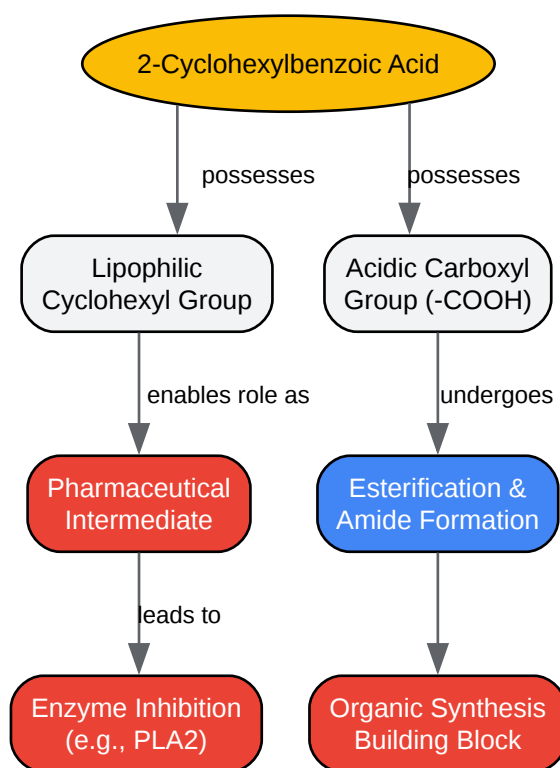 2-Cyclohexylbenzoic Acid
possesses
possesses
Lipophilic
Cyclohexyl Group
Acidic Carboxyl
Group (-COOH)
enables role as
undergoes
Pharmaceutical
Intermediate
Esterification &
Amide Formation
leads to
Enzyme Inhibition
(e.g., PLA2)
Organic Synthesis
Building Block